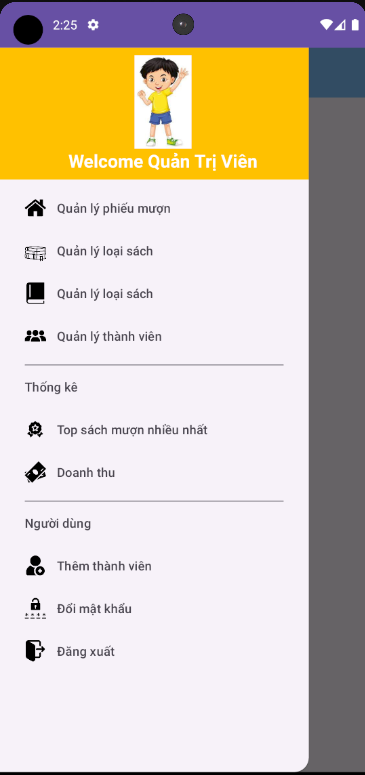 2:25
Welcome Quản Trị Viên
Quản lý phiếu mượn
Quản lý loại sách
Quản lý loại sách
Quản lý thành viên
Thống kê
Top sách mượn nhiều nhất
Doanh thu
Người dùng
Thêm thành viên
Đổi mật khẩu
Đăng xuất